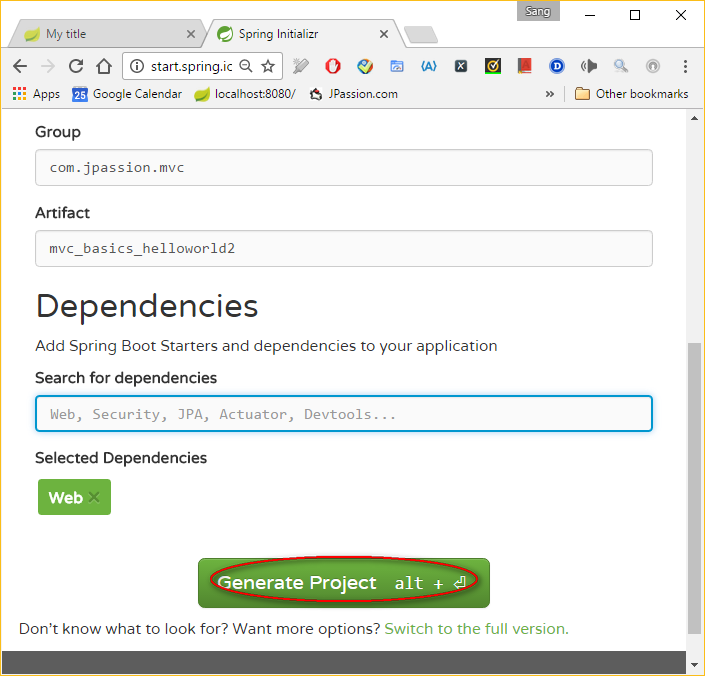 Sang
My title
Spring Initializr
start.spring.io
Apps
25 Google Calendar
localhost:8080/
JPassion.com
»
Other bookmarks
Group
com.jpassion.mvc
Artifact
mvc_basics_helloworld2
Dependencies
Add Spring Boot Starters and dependencies to your application
Search for dependencies
Web, Security, JPA, Actuator, Devtools...
Selected Dependencies
Web ×
Generate Project alt + ⏎
Don't know what to look for? Want more options? Switch to the full version.